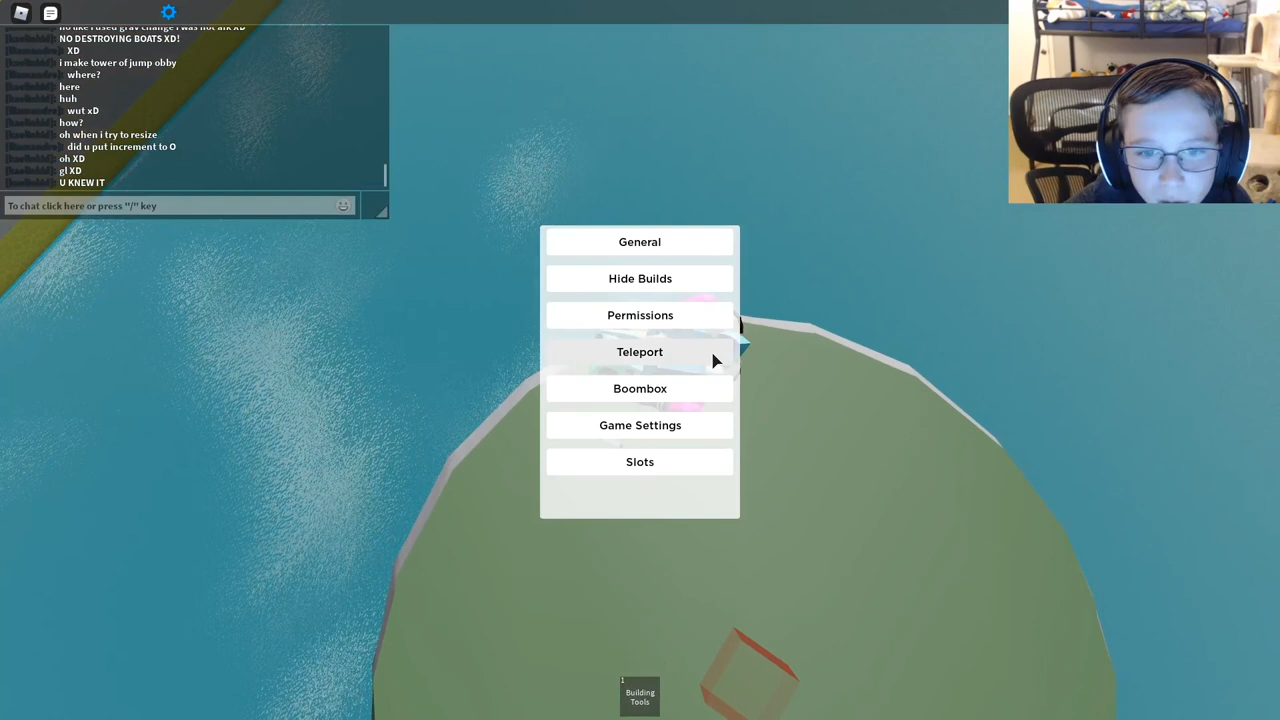 NO DESTROYING BOATS XD!
XD
i make tower of jump obby
where?
here
huh
wut xD
how?
oh when i try to resize
did u put increment to 0
oh XD
gl XD
U KNEW IT
To chat click here or press "/" key
General
Hide Builds
Permissions
Teleport
Boombox
Game Settings
Slots
1
Building
Tools